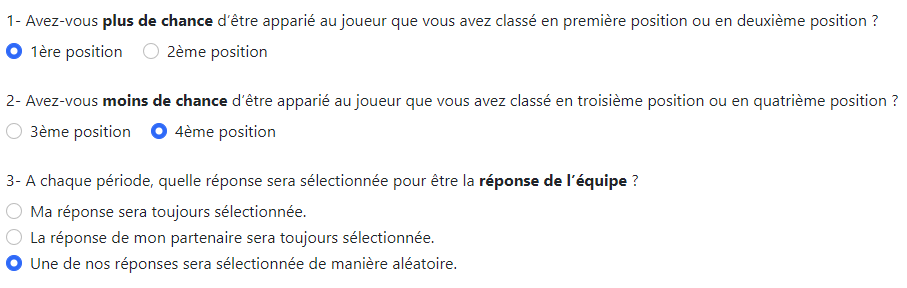 1- Avez-vous plus de chance d'être apparié au joueur que vous avez classé en première position ou en deuxième position ?
1ère position 2ème position
2- Avez-vous moins de chance d'être apparié au joueur que vous avez classé en troisième position ou en quatrième position ?
3ème position 4ème position
3- A chaque période, quelle réponse sera sélectionnée pour être la réponse de l'équipe ?
Ma réponse sera toujours sélectionnée.
La réponse de mon partenaire sera toujours sélectionnée.
Une de nos réponses sera sélectionnée de manière aléatoire.